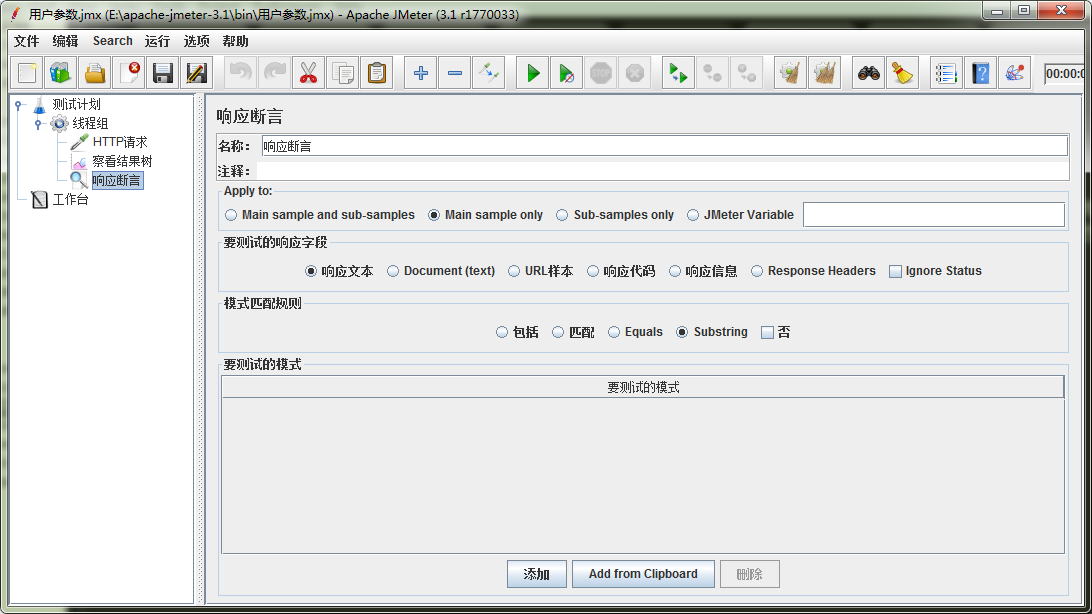 用户参数.jmx (E:\apache-jmeter-3.1\bin\用户参数.jmx) - Apache JMeter (3.1 r1770033)
文件 编辑 Search 运行 选项 帮助
STOP
00:00:0
测试计划
线程组
HTTP请求
察看结果树
响应断言
工作台
响应断言
名称： 响应断言
注释：
Apply to:
Main sample and sub-samples Main sample only Sub-samples only JMeter Variable
要测试的响应字段
响应文本 Document (text) URL样本 响应代码 响应信息 Response Headers Ignore Status
模式匹配规则
包括 匹配 Equals Substring 否
要测试的模式
要测试的模式
添加 Add from Clipboard 删除